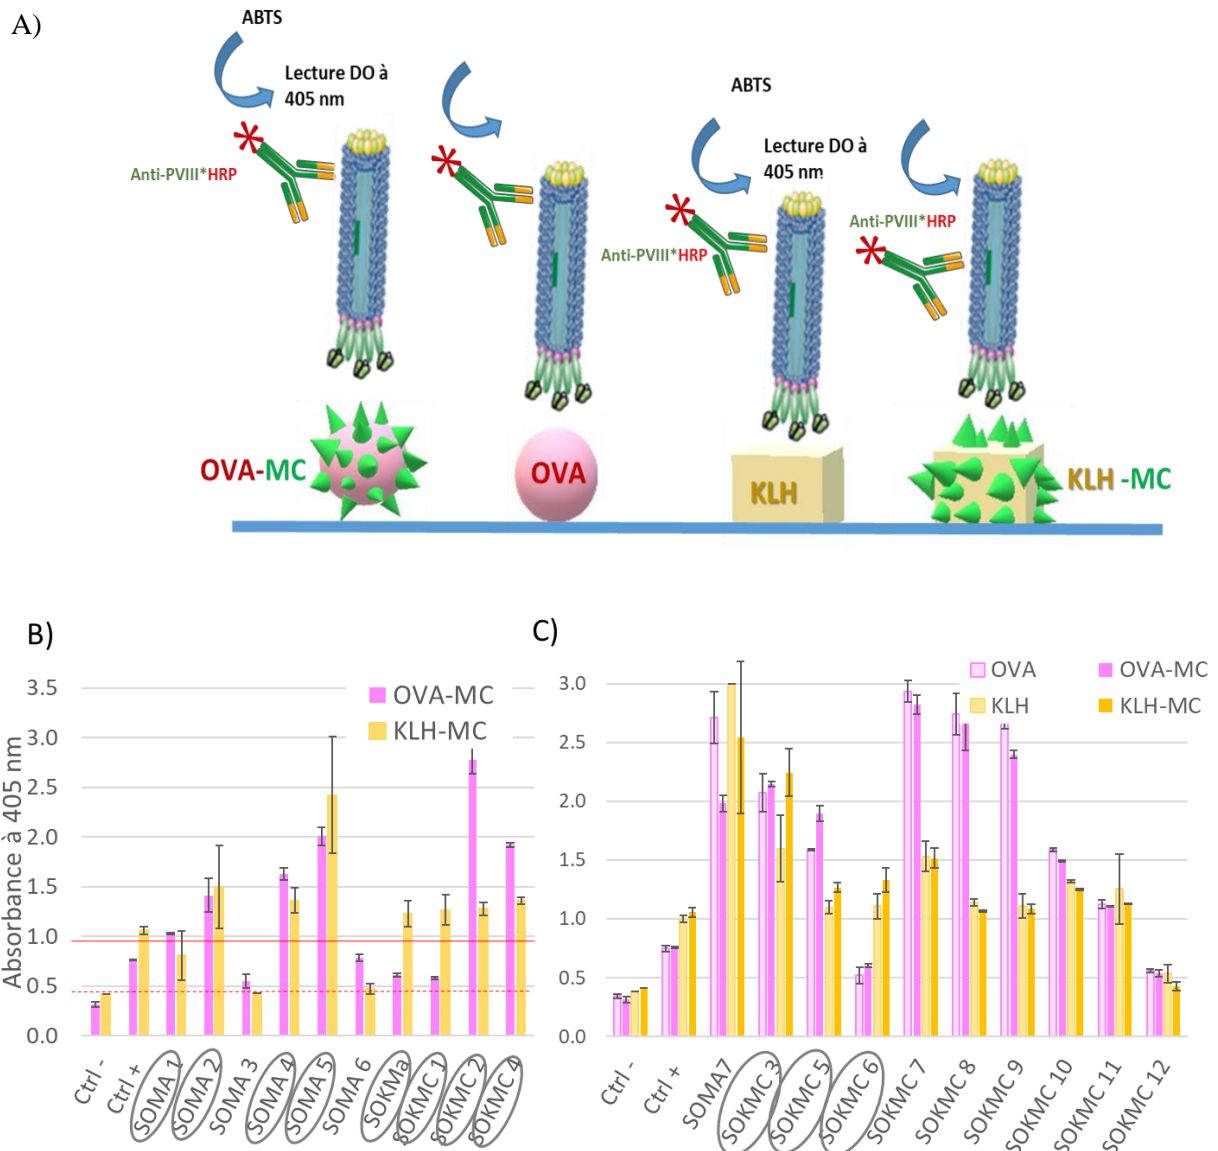 A)
ABTS
Lecture DO à
405 nm
Anti-PVIII*HRP
ABTS
Lecture DO à
405 nm
Anti-PVIII*HRP
Anti-PVIII*HRP
OVA-MC
OVA
KLH
KLH -MC
B)
Absorbance à 405 nm
3.5
3.0
2.5
2.0
1.5
1.0
0.5
0.0
OVA-MC
KLH-MC
Ctrl -
Ctrl +
SOMA 1
SOMA 2
SOMA 3
SOMA 4
SOMA 5
SOMA 6
SOKMa
SOKMC 1
SOKMC 2
SOKMC 4
C)
3.0
2.5
2.0
1.5
1.0
0.5
0.0
OVA
OVA-MC
KLH
KLH-MC
Ctrl -
Ctrl +
SOMA7
SOKMC 3
SOKMC 5
SOKMC 6
SOKMC 7
SOKMC 8
SOKMC 9
SOKMC 10
SOKMC 11
SOKMC 12